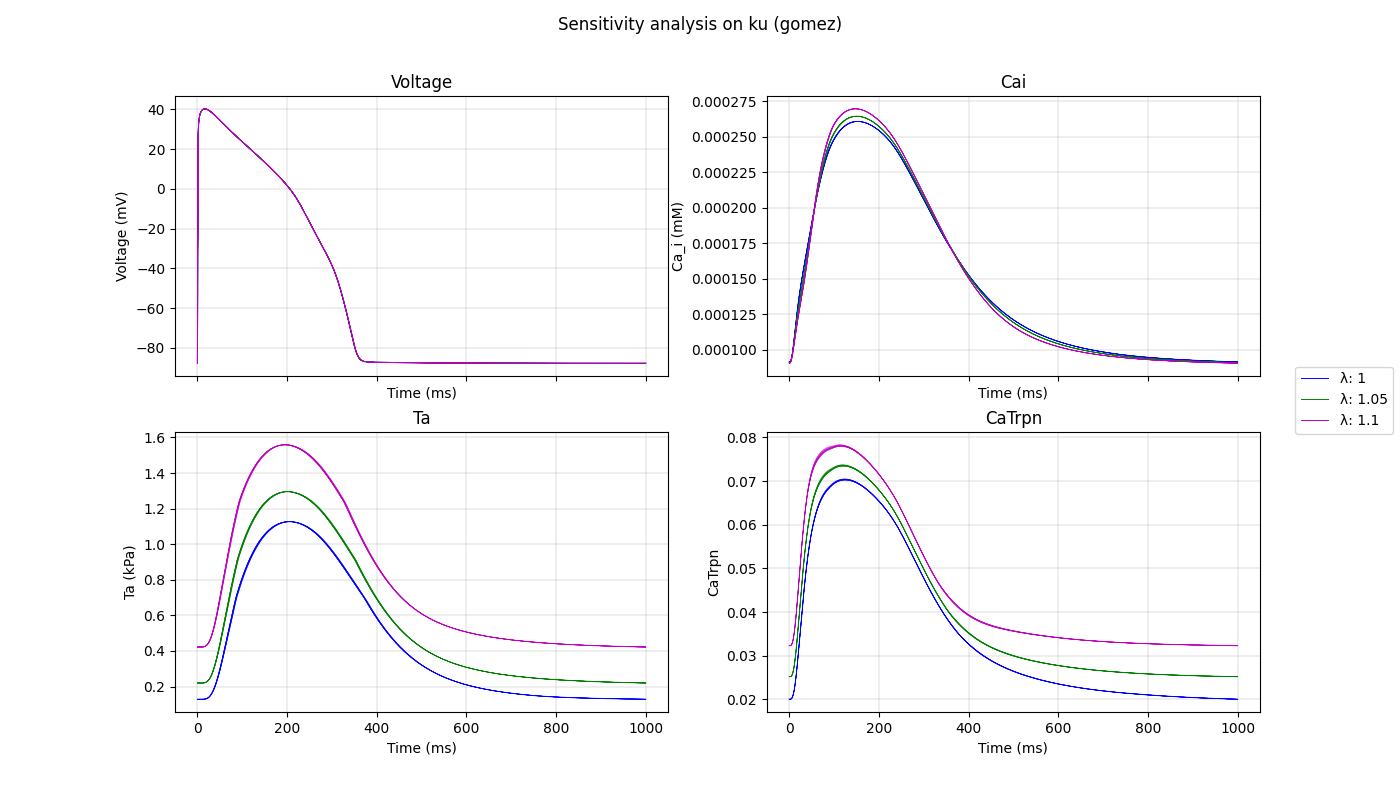 Sensitivity analysis on ku (gomez)
Voltage
40
20
0
−20
−40
−60
−80
Voltage (mV)
Time (ms)
Cai
0.000275
0.000250
0.000225
0.000200
0.000175
0.000150
0.000125
0.000100
Ca_i (mM)
Time (ms)
λ: 1
λ: 1.05
λ: 1.1
Ta
1.6
1.4
1.2
1.0
0.8
0.6
0.4
0.2
Ta (kPa)
0 200 400 600 800 1000
Time (ms)
CaTrpn
0.08
0.07
0.06
0.05
0.04
0.03
0.02
CaTrpn
0 200 400 600 800 1000
Time (ms)